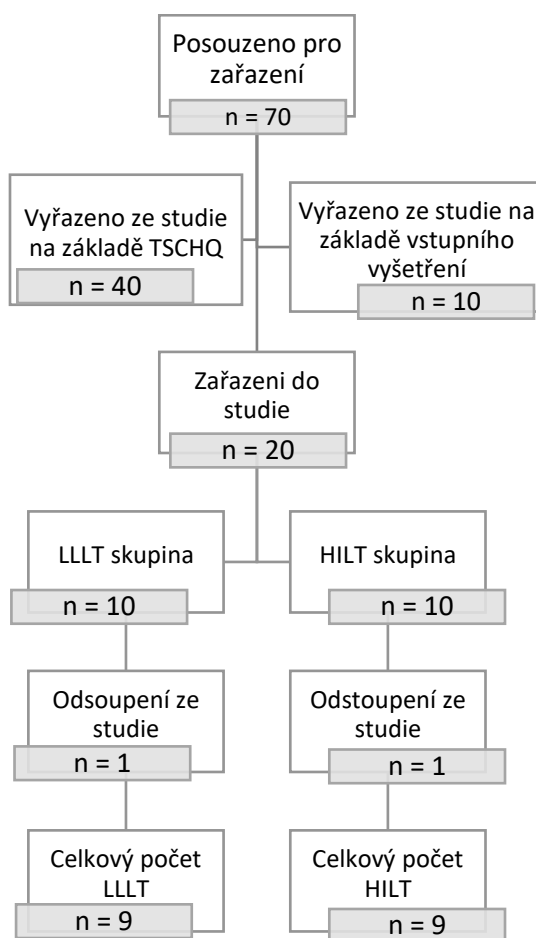 Posouzeno pro
zařazení
n = 70
Vyřazeno ze studie
na základě TSCHQ
n = 40
Vyřazeno ze studie na
základě vstupního
vyšetření
n = 10
Zařazeni do
studie
n = 20
LLLT skupina
n = 10
HILT skupina
n = 10
Odsoupení ze
studie
n = 1
Odstoupení ze
studie
n = 1
Celkový počet
LLLT
n = 9
Celkový počet
HILT
n = 9